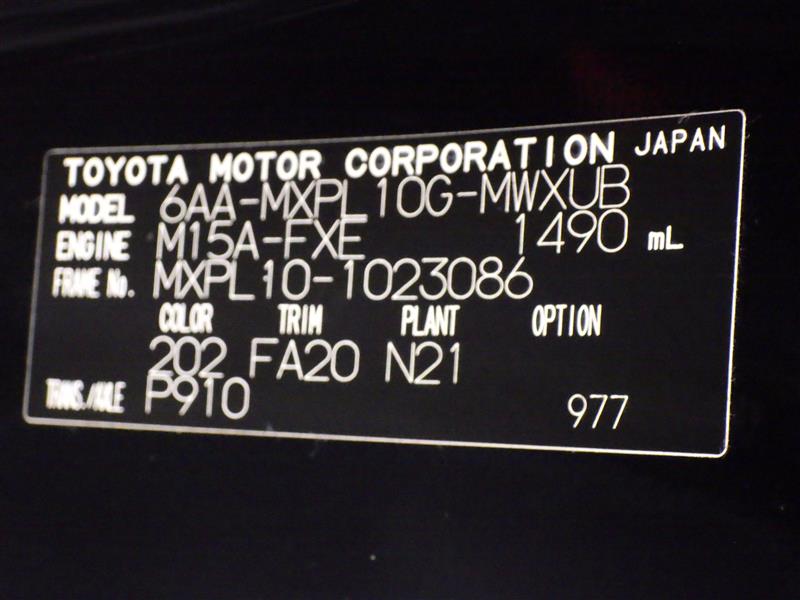 TOYOTA MOTOR CORPORATION JAPAN
MODEL 6AA-MXPL10G-MWXUB
ENGINE M15A-FXE 1490 mL
FRAME No. MXPL10-1023086
COLOR TRIM PLANT OPTION
202 FA20 N21
TRANS./AXLE P910 977